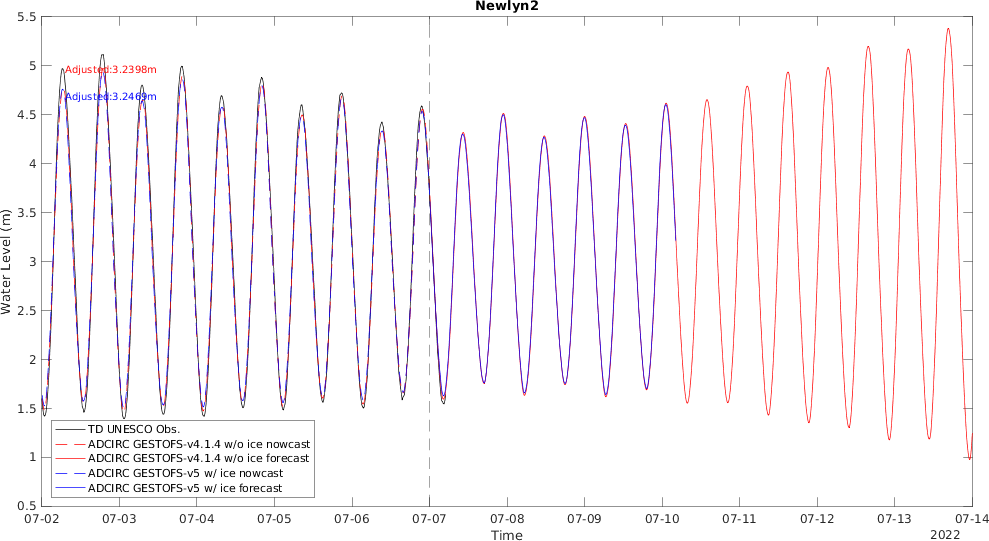 Newlyn2
5.5
5
4.5
4
3.5
3
2.5
2
1.5
1
0.5
Water Level (m)
Adjusted:3.2398m
Adjusted:3.2469m
TD UNESCO Obs.
ADCIRC GESTOFS-v4.1.4 w/o ice nowcast
ADCIRC GESTOFS-v4.1.4 w/o ice forecast
ADCIRC GESTOFS-v5 w/ ice nowcast
ADCIRC GESTOFS-v5 w/ ice forecast
07-02 07-03 07-04 07-05 07-06 07-07 07-08 07-09 07-10 07-11 07-12 07-13 07-14
Time
2022